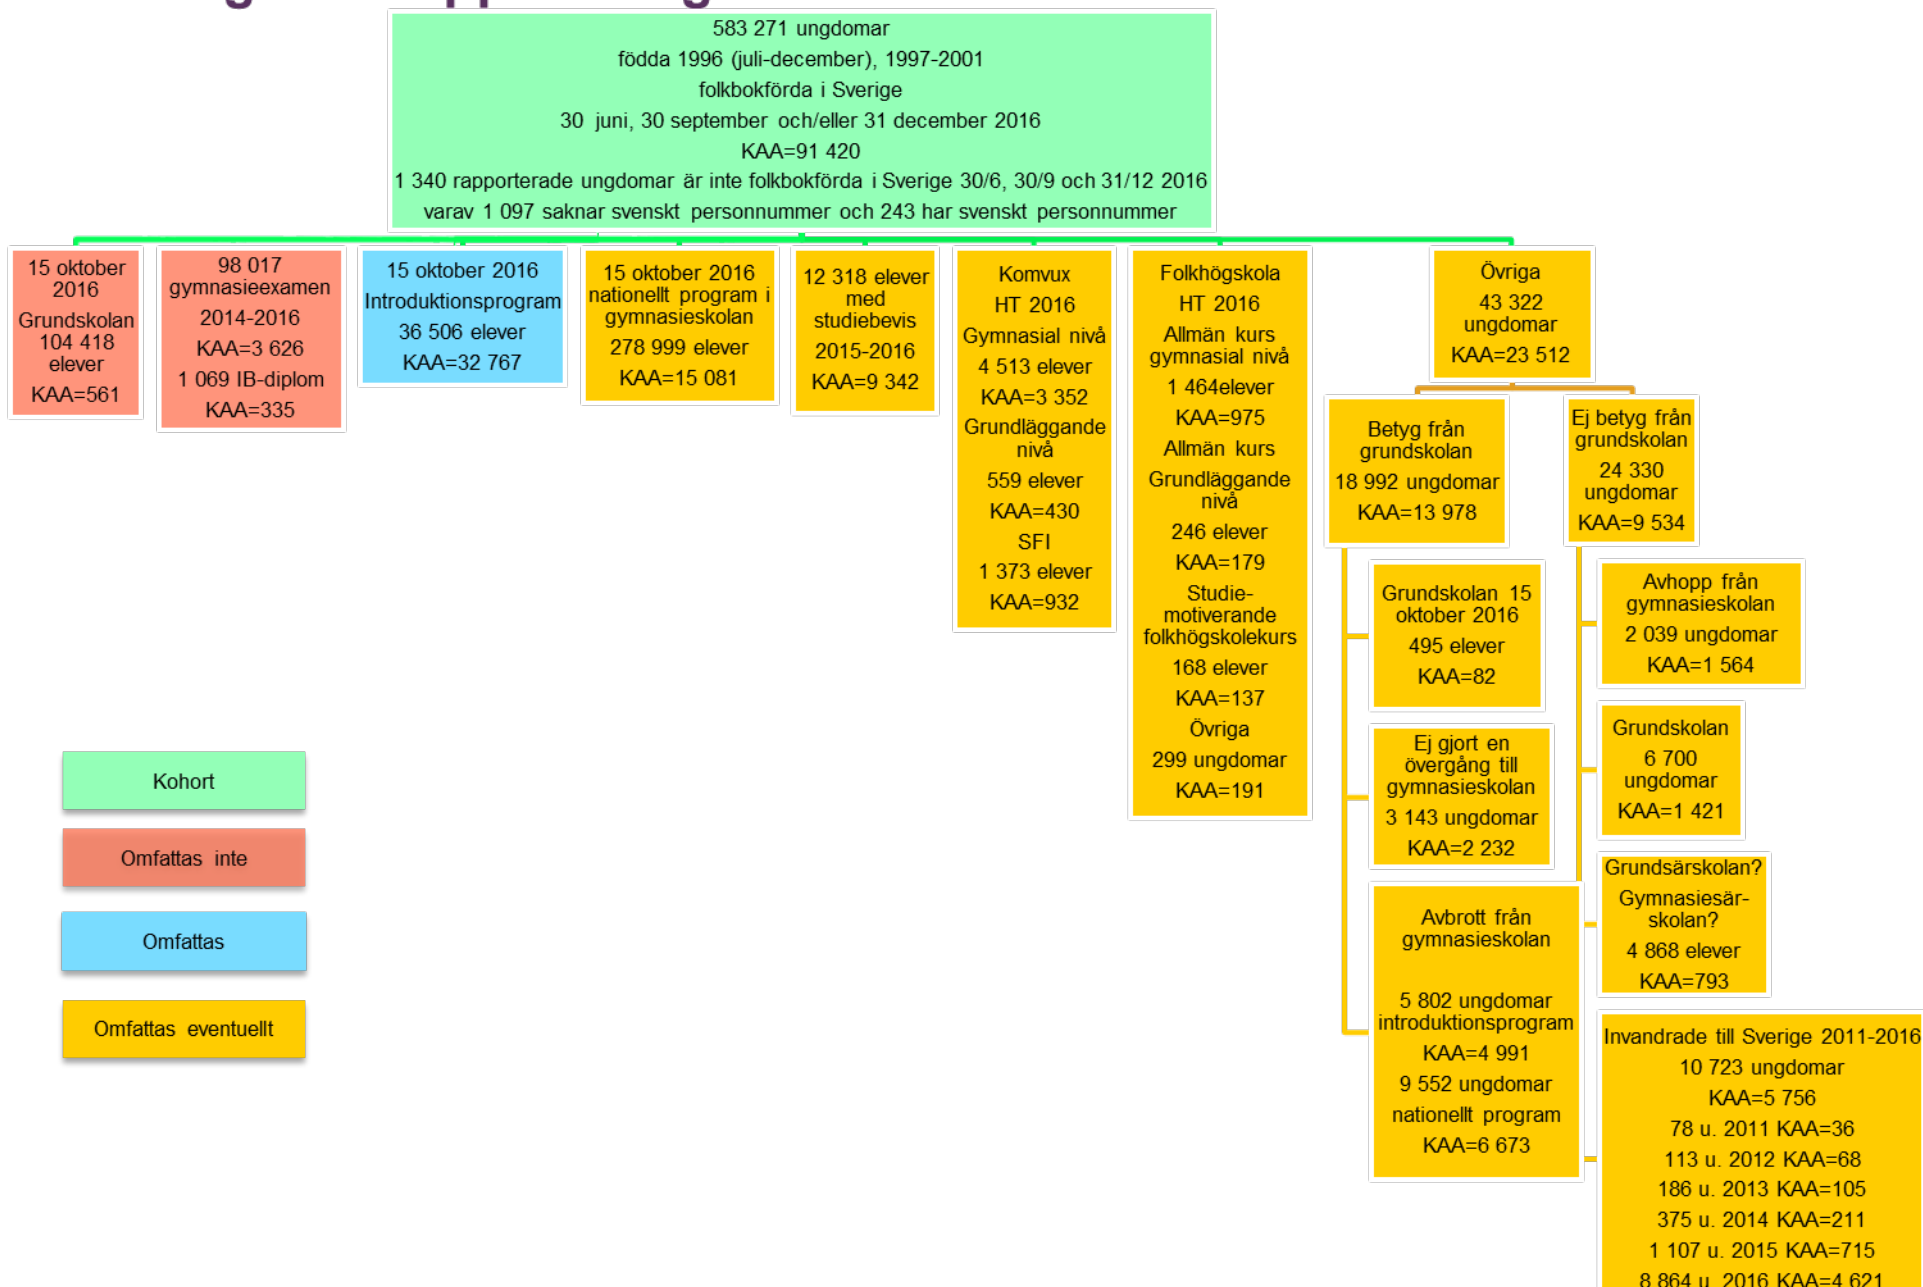 583 271 ungdomar
födda 1996 (juli-december), 1997-2001
folkbokförda i Sverige
30 juni, 30 september och/eller 31 december 2016
KAA=91 420
1 340 rapporterade ungdomar är inte folkbokförda i Sverige 30/6, 30/9 och 31/12 2016
varav 1 097 saknar svenskt personnummer och 243 har svenskt personnummer
15 oktober
2016
Grundskolan
104 418
elever
KAA=561
98 017
gymnasieexamen
2014-2016
KAA=3 626
1 069 IB-diplom
KAA=335
15 oktober 2016
Introduktionsprogram
36 506 elever
KAA=32 767
15 oktober 2016
nationellt program i
gymnasieskolan
278 999 elever
KAA=15 081
12 318 elever
med
studiebevis
2015-2016
KAA=9 342
Komvux
HT 2016
Gymnasial nivå
4 513 elever
KAA=3 352
Grundläggande
nivå
559 elever
KAA=430
SFI
1 373 elever
KAA=932
Folkhögskola
HT 2016
Allmän kurs
gymnasial nivå
1 464elever
KAA=975
Allmän kurs
Grundläggande
nivå
246 elever
KAA=179
Studie-
motiverande
folkhögskolekurs
168 elever
KAA=137
Övriga
299 ungdomar
KAA=191
Övriga
43 322
ungdomar
KAA=23 512
Betyg från
grundskolan
18 992 ungdomar
KAA=13 978
Ej betyg från
grundskolan
24 330
ungdomar
KAA=9 534
Grundskolan 15
oktober 2016
495 elever
KAA=82
Ej gjort en
övergång till
gymnasieskolan
3 143 ungdomar
KAA=2 232
Avbrott från
gymnasieskolan
5 802 ungdomar
introduktionsprogram
KAA=4 991
9 552 ungdomar
nationellt program
KAA=6 673
Avhopp från
gymnasieskolan
2 039 ungdomar
KAA=1 564
Grundskolan
6 700
ungdomar
KAA=1 421
Grundsärskolan?
Gymnasiesär-
skolan?
4 868 elever
KAA=793
Invandrade till Sverige 2011-2016
10 723 ungdomar
KAA=5 756
78 u. 2011 KAA=36
113 u. 2012 KAA=68
186 u. 2013 KAA=105
375 u. 2014 KAA=211
1 107 u. 2015 KAA=715
8 864 u. 2016 KAA=4 621
Kohort
Omfattas inte
Omfattas
Omfattas eventuellt